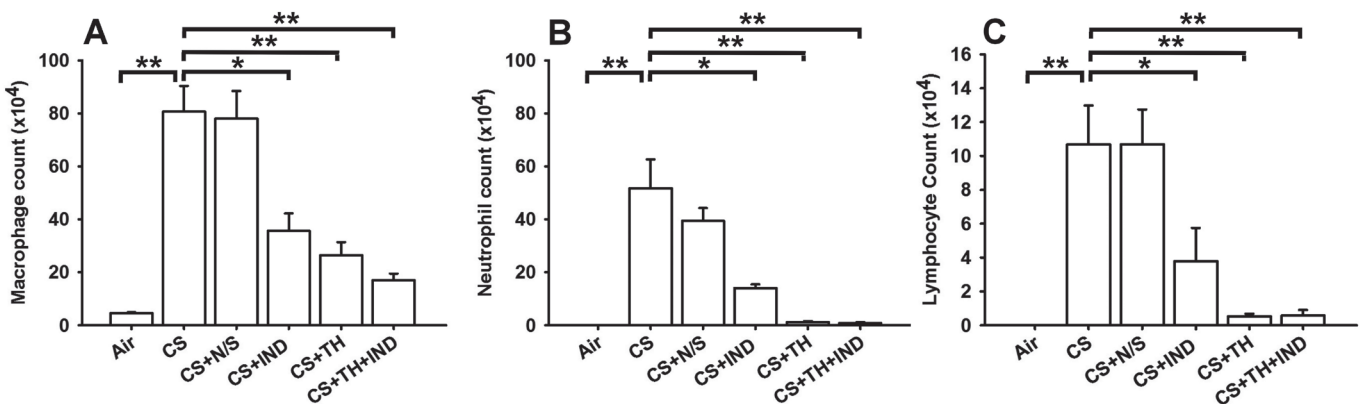 A
**
**
**
*
Macrophage count (x10⁴)
100
80
60
40
20
0
Air
CS
CS+N/S
CS+IND
CS+TH
CS+TH+IND
B
**
**
**
*
Neutrophil count (x10⁴)
100
80
60
40
20
0
Air
CS
CS+N/S
CS+IND
CS+TH
CS+TH+IND
C
**
**
**
*
Lymphocyte Count (x10⁴)
16
14
12
10
8
6
4
2
0
Air
CS
CS+N/S
CS+IND
CS+TH
CS+TH+IND